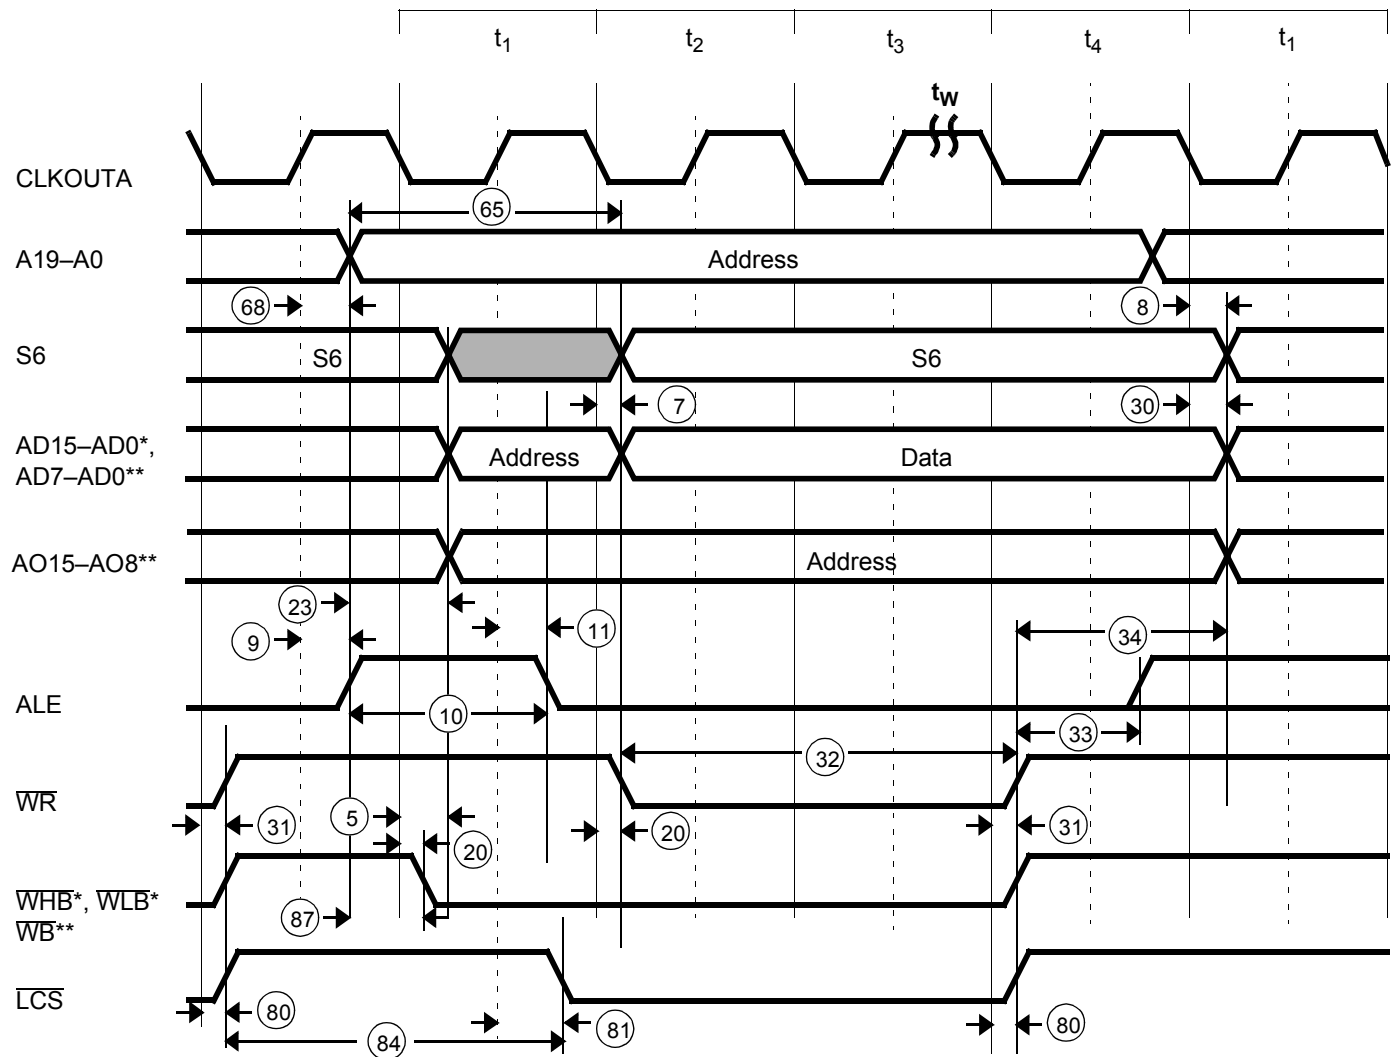 t1 t2 t3 t4 t1
tW
CLKOUTA
65
A19–A0 Address
68 8
S6 S6 S6
7 30
AD15–AD0*,
AD7–AD0** Address Data
AO15–AO8** Address
23
9 11 34
ALE 10 33
32
WR
31 5 20 20 31
WHB*, WLB*
WB** 87
LCS
80 81 80
84